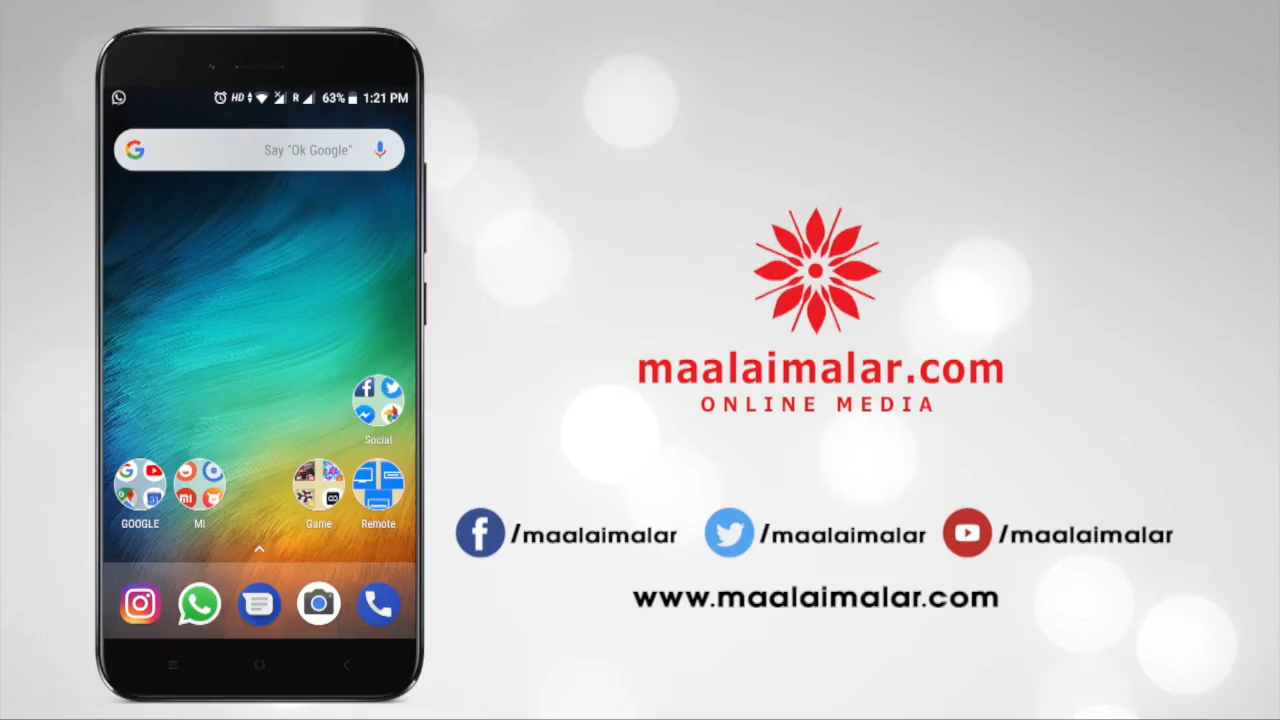 HD R 63% 1:21 PM
Say "Ok Google"
Social
GOOGLE Mi Game Remote
maalaimalar.com
ONLINE MEDIA
/maalaimalar /maalaimalar /maalaimalar
www.maalaimalar.com